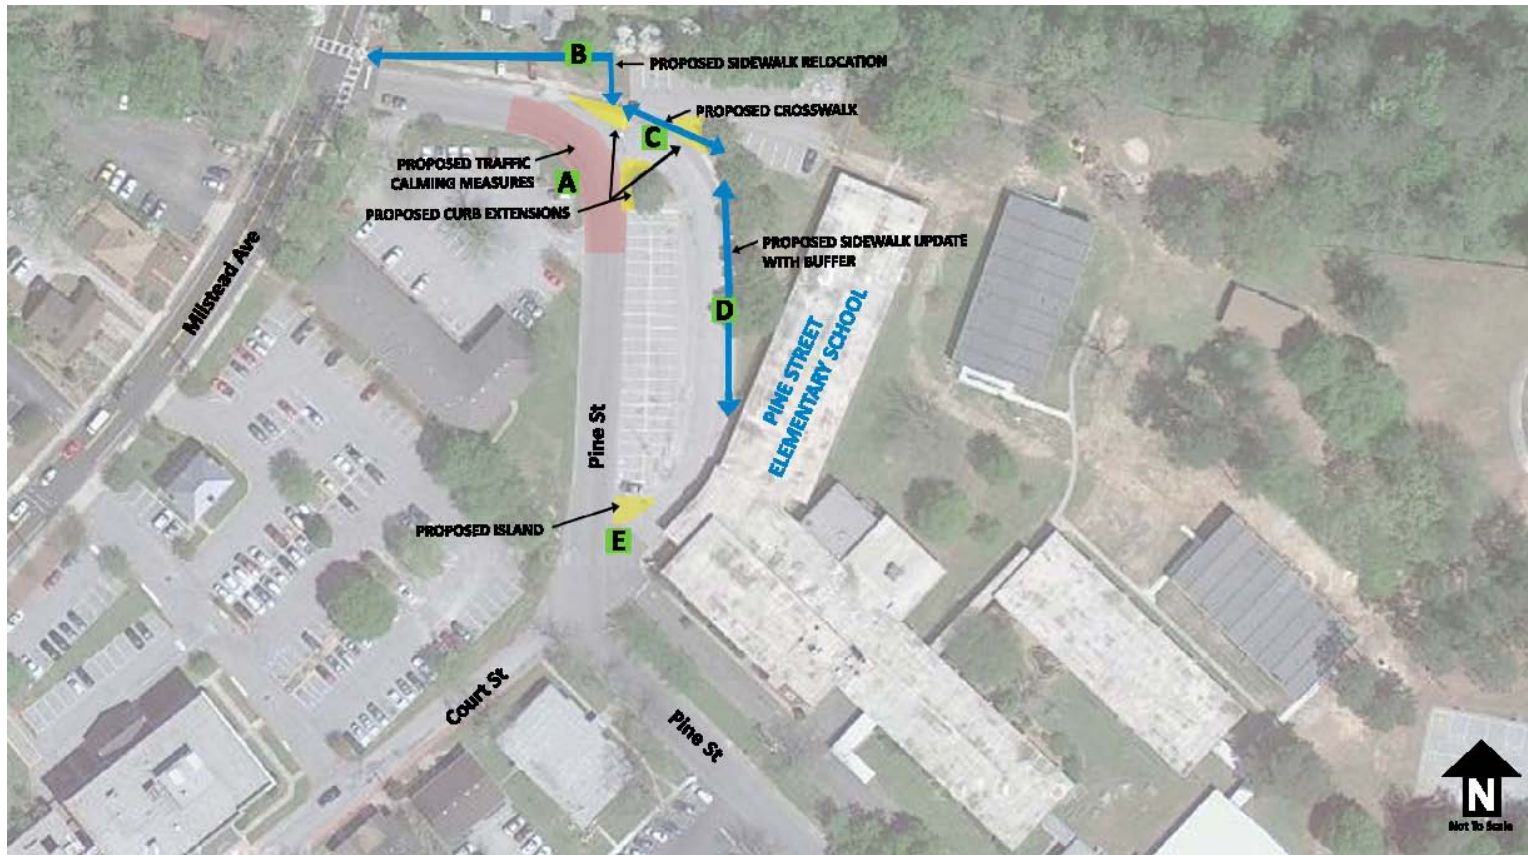 B
PROPOSED SIDEWALK RELOCATION
PROPOSED CROSSWALK
C
PROPOSED TRAFFIC
CALMING MEASURES
A
PROPOSED CURB EXTENSIONS
PROPOSED SIDEWALK UPDATE
WITH BUFFER
Milstead Ave
D
PINE STREET
ELEMENTARY SCHOOL
Pine St
PROPOSED ISLAND
E
Court St
Pine St
N
Not To Scale